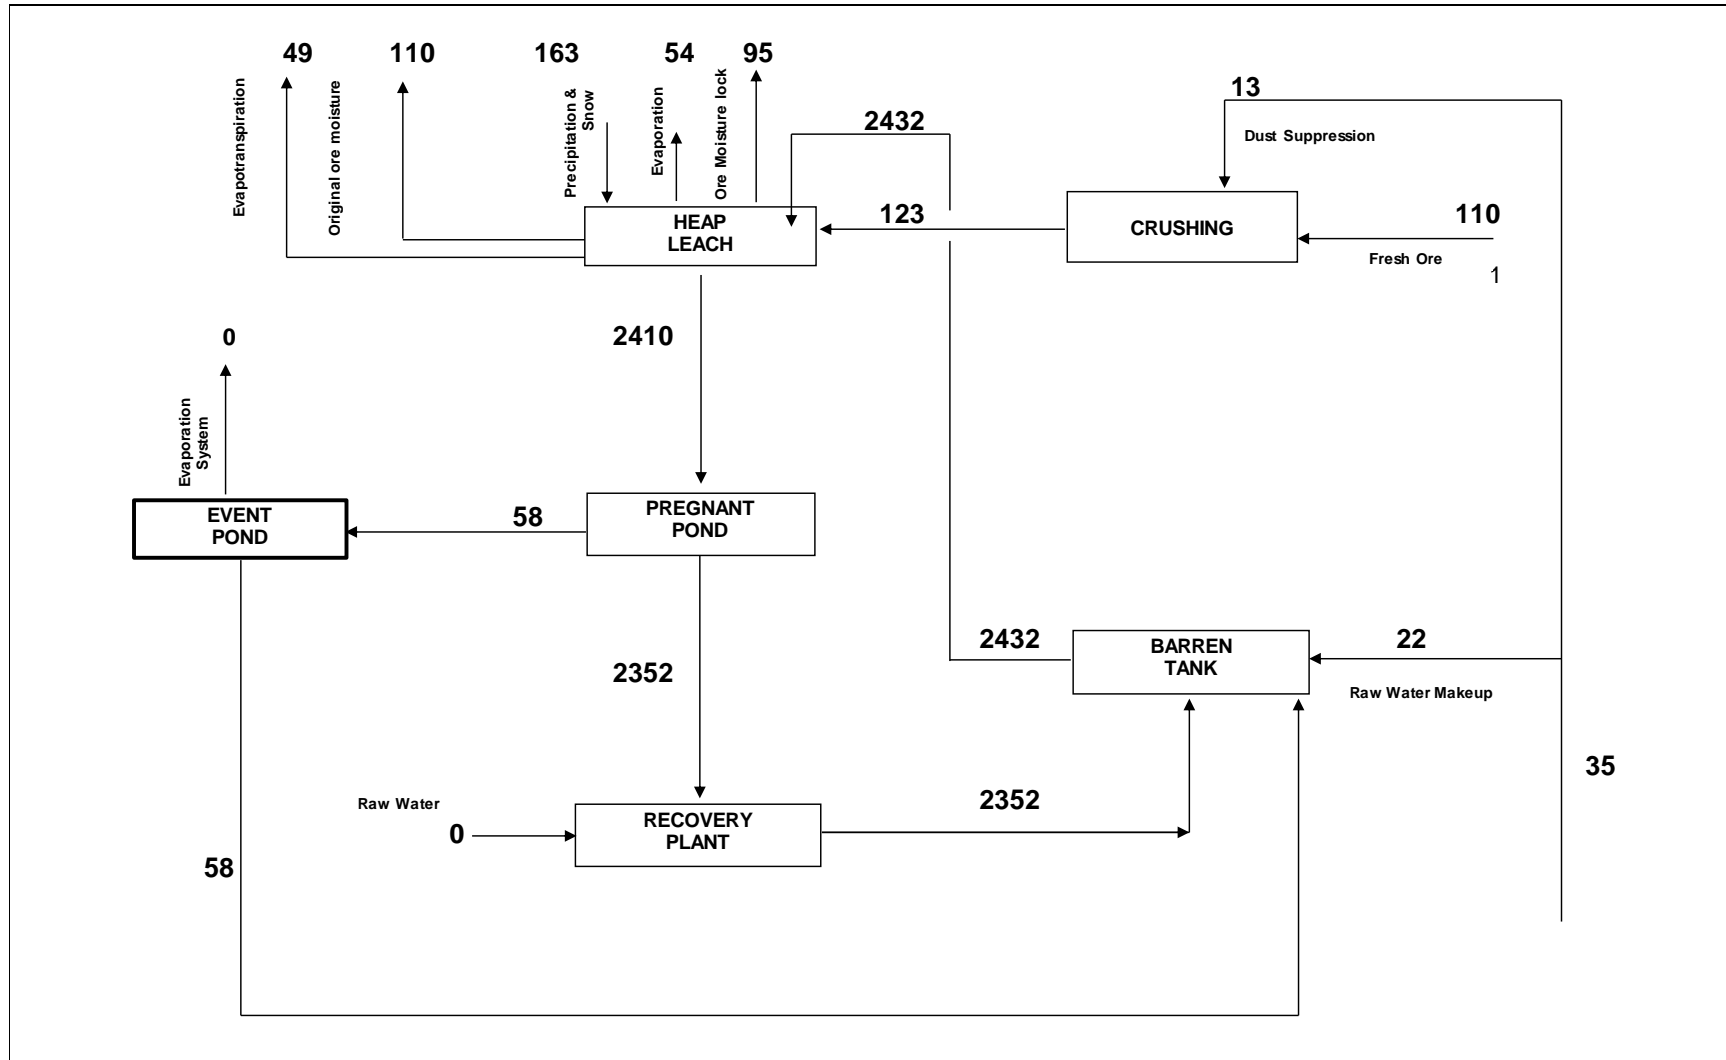 49
110
163
54
95
Evapotranspiration
Original ore moisture
Precipitation &
Snow
Evaporation
Ore Moisture lock
2432
13
Dust Suppression
HEAP
LEACH
123
CRUSHING
110
Fresh Ore
1
2410
0
Evaporation
System
EVENT
POND
58
PREGNANT
POND
2352
2432
BARREN
TANK
22
Raw Water Makeup
35
Raw Water
0
RECOVERY
PLANT
2352
58